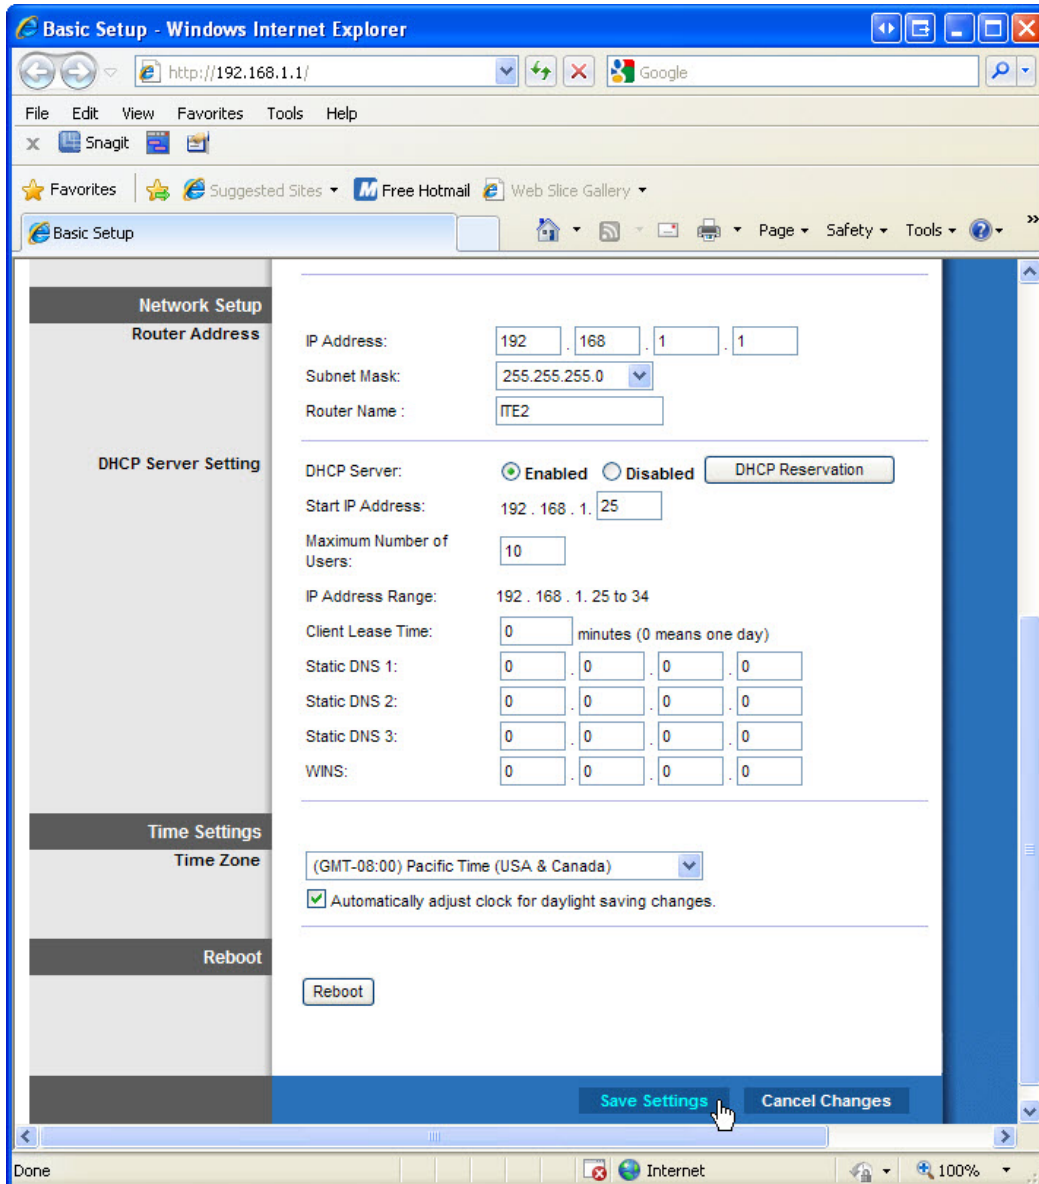 Basic Setup - Windows Internet Explorer
http://192.168.1.1/
Google
File Edit View Favorites Tools Help
x Snagit
Favorites Suggested Sites Free Hotmail Web Slice Gallery
Basic Setup
Page Safety Tools »
Network Setup
Router Address
IP Address: 192 . 168 . 1 . 1
Subnet Mask: 255.255.255.0
Router Name : ITE2
DHCP Server Setting
DHCP Server: Enabled Disabled DHCP Reservation
Start IP Address: 192 . 168 . 1. 25
Maximum Number of
Users: 10
IP Address Range: 192 . 168 . 1. 25 to 34
Client Lease Time: 0 minutes (0 means one day)
Static DNS 1: 0 . 0 . 0 . 0
Static DNS 2: 0 . 0 . 0 . 0
Static DNS 3: 0 . 0 . 0 . 0
WINS: 0 . 0 . 0 . 0
Time Settings
Time Zone
(GMT-08:00) Pacific Time (USA & Canada)
Automatically adjust clock for daylight saving changes.
Reboot
Reboot
Save Settings Cancel Changes
Done Internet 100%